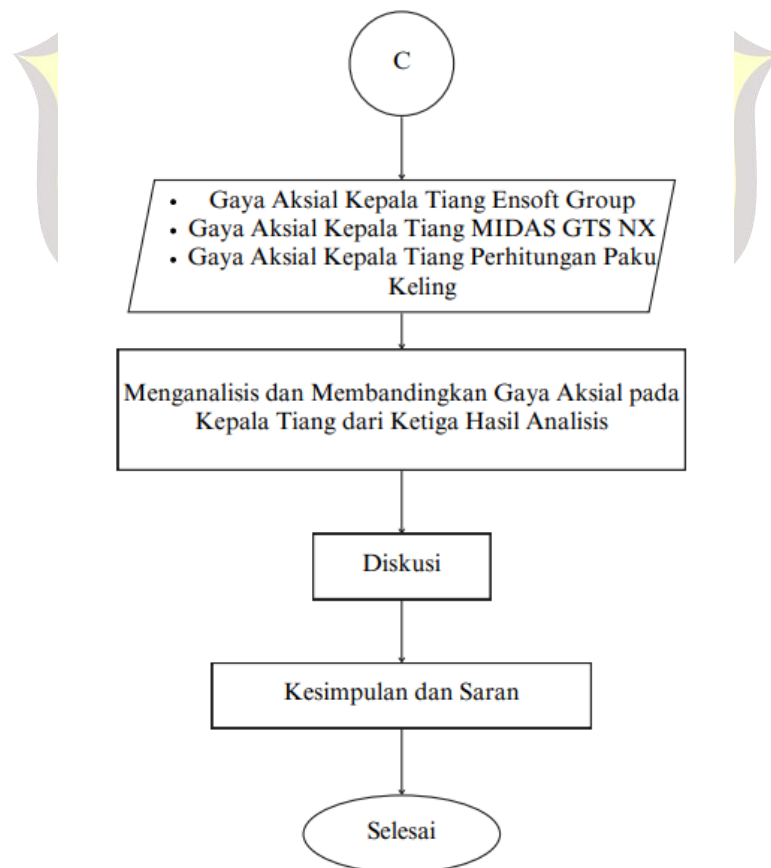 C
• Gaya Aksial Kepala Tiang Ensoft Group
• Gaya Aksial Kepala Tiang MIDAS GTS NX
• Gaya Aksial Kepala Tiang Perhitungan Paku
Keling
Menganalisis dan Membandingkan Gaya Aksial pada
Kepala Tiang dari Ketiga Hasil Analisis
Diskusi
Kesimpulan dan Saran
Selesai